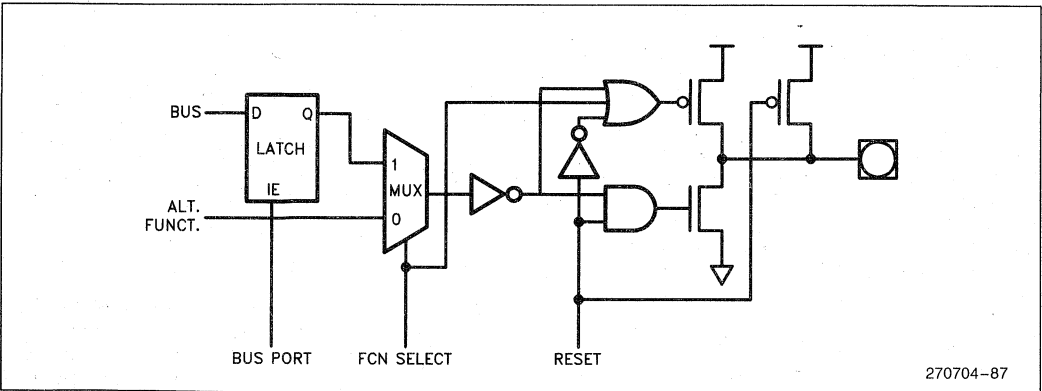 BUS
D
Q
LATCH
IE
1
MUX
0
ALT.
FUNCT.
BUS PORT
FCN SELECT
RESET
270704-87